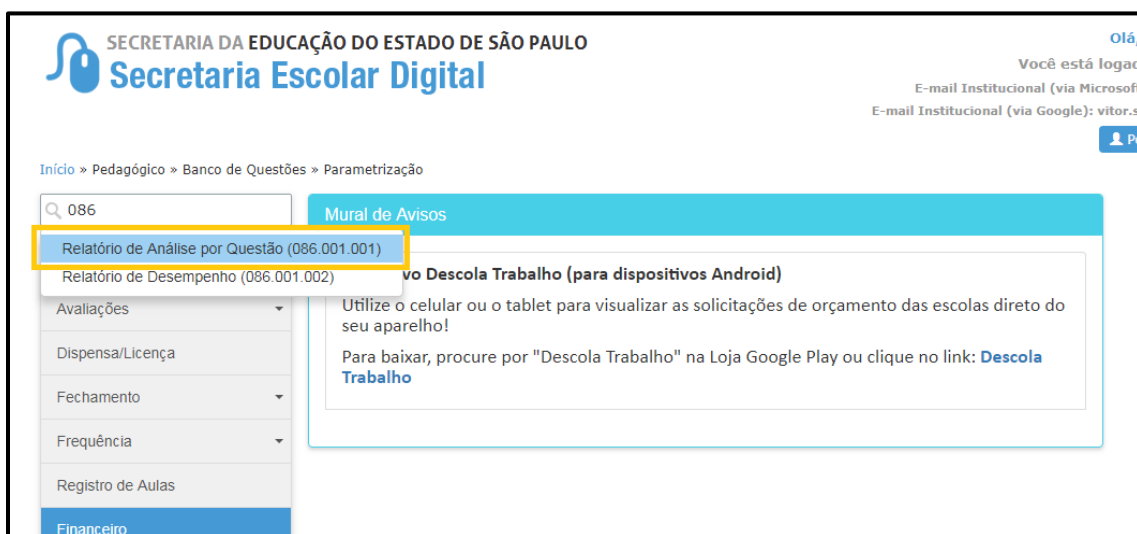 SECRETARIA DA EDUCAÇÃO DO ESTADO DE SÃO PAULO
Secretaria Escolar Digital
Olá,
Você está logad
E-mail Institucional (via Microsoft
E-mail Institucional (via Google): vitor.s
Início » Pedagógico » Banco de Questões » Parametrização
086
Relatório de Análise por Questão (086.001.001)
Relatório de Desempenho (086.001.002)
Avaliações
Dispensa/Licença
Fechamento
Frequência
Registro de Aulas
Financeiro
Mural de Avisos
vo Descola Trabalho (para dispositivos Android)
Utilize o celular ou o tablet para visualizar as solicitações de orçamento das escolas direto do
seu aparelho!
Para baixar, procure por "Descola Trabalho" na Loja Google Play ou clique no link: Descola
Trabalho